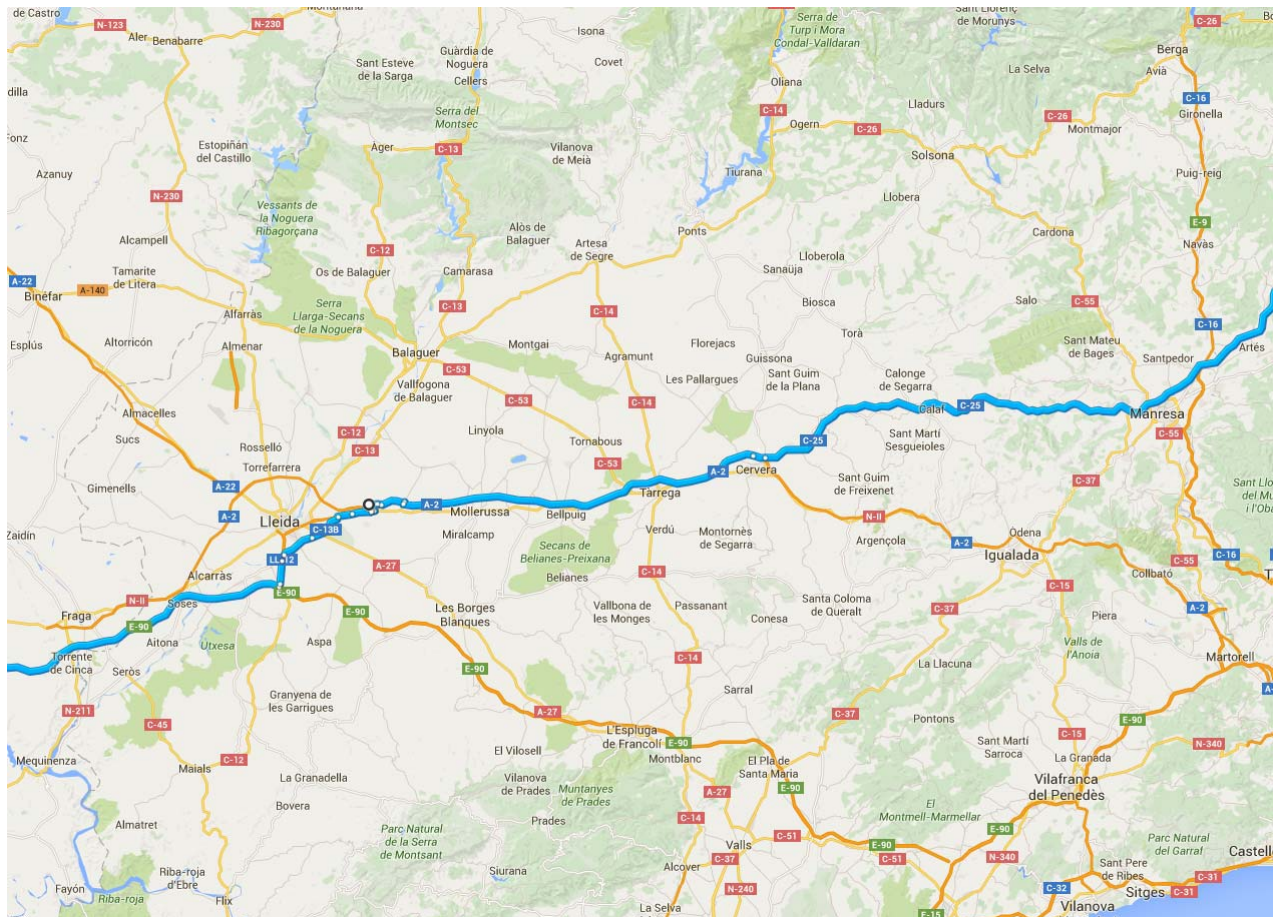 de Castro
Montañana
N-123
Aler
Benabarre
N-230
Guàrdia de
Noguera
Cellers
Sant Esteve
de la Sarga
Isona
Covet
Serra de
Turp i Mora
Condal-Valldaran
Sant Llorenç
de Morunys
C-26
Berga
Avià
La Selva
Oliana
C-16
Gironella
dilla
Serra del
Montsec
C-14
Ogern
C-26
Lladurs
C-26
Montmajor
Fonz
Estopiñán
del Castillo
Àger
C-13
Vilanova
de Meià
Solsona
Azanuy
Tiurana
Puig-reig
N-230
Llobera
Vessants de
la Noguera
Ribagorçana
E-9
Alcampell
Alòs de
Balaguer
Ponts
Cardona
Navàs
C-12
Artesa
de Segre
Lloberola
Sanaüja
A-22
Binéfar
A-140
Tamarite
de Litera
Os de Balaguer
Camarasa
Biosca
Salo
C-55
Serra
Llarga-Secans
de la Noguera
C-13
C-14
Alfarràs
C-16
Torà
Esplús
Altorricón
Almenar
Montgai
Florejacs
Sant Mateu
de Bages
Artés
Balaguer
Agramunt
Guissona
Santpedor
C-53
Les Pallargues
Sant Guim
de la Plana
Calonge
de Segarra
Vallfogona
de Balaguer
C-53
C-14
Calaf
C-25
Manresa
Almacelles
Sucs
C-12
Linyola
C-55
C-13
Tornabous
C-25
Sant Martí
Sesgueioles
Rosselló
Torrefarrera
C-53
A-2
Cervera
Gimenells
A-22
Tàrrega
Sant Guim
de Freixenet
C-37
A-2
A-2
Mollerussa
Bellpuig
N-II
Lleida
C-13B
Verdú
Montornès
de Segarra
Òdena
Zaidín
Miralcamp
Argençola
A-2
Igualada
Secans de
Belianes-Preixana
C-55
C-16
LL-12
A-27
Belianes
C-14
Collbató
Alcarràs
C-15
E-90
N-II
Soses
Santa Coloma
de Queralt
A-2
Fraga
E-90
Les Borges
Blanques
Vallbona de
les Monges
Passanant
C-37
Piera
E-90
Conesa
Aitona
Utxesa
Aspa
Valls de
l'Anoia
Torrente
de Cinca
Seròs
E-90
C-14
La Llacuna
Martorell
Granyena de
les Garrigues
Sarral
N-211
A-27
C-37
Pontons
E-90
C-45
L'Espluga
de Francolí
E-90
Montblanc
C-15
El Vilosell
Sant Martí
Sarroca
N-340
Mequinenza
Maials
C-12
El Pla de
Santa Maria
La Granada
La Granadella
Vilanova
de Prades
E-90
Vilafranca
del Penedès
Muntanyes
de Prades
A-27
Bovera
Prades
C-14
El
Montmell-Marmellar
Almatret
Parc Natural
de la Serra
de Montsant
Valls
C-51
E-90
E-90
Parc Natural
del Garraf
C-37
C-51
N-340
Castell
Riba-roja
d'Ebre
Siurana
Alcover
Sant Pere
de Ribes
C-31
Fayón
N-240
C-32
Sitges
C-31
Riba-roja
Flix
La Selva
E-15
Vilanova